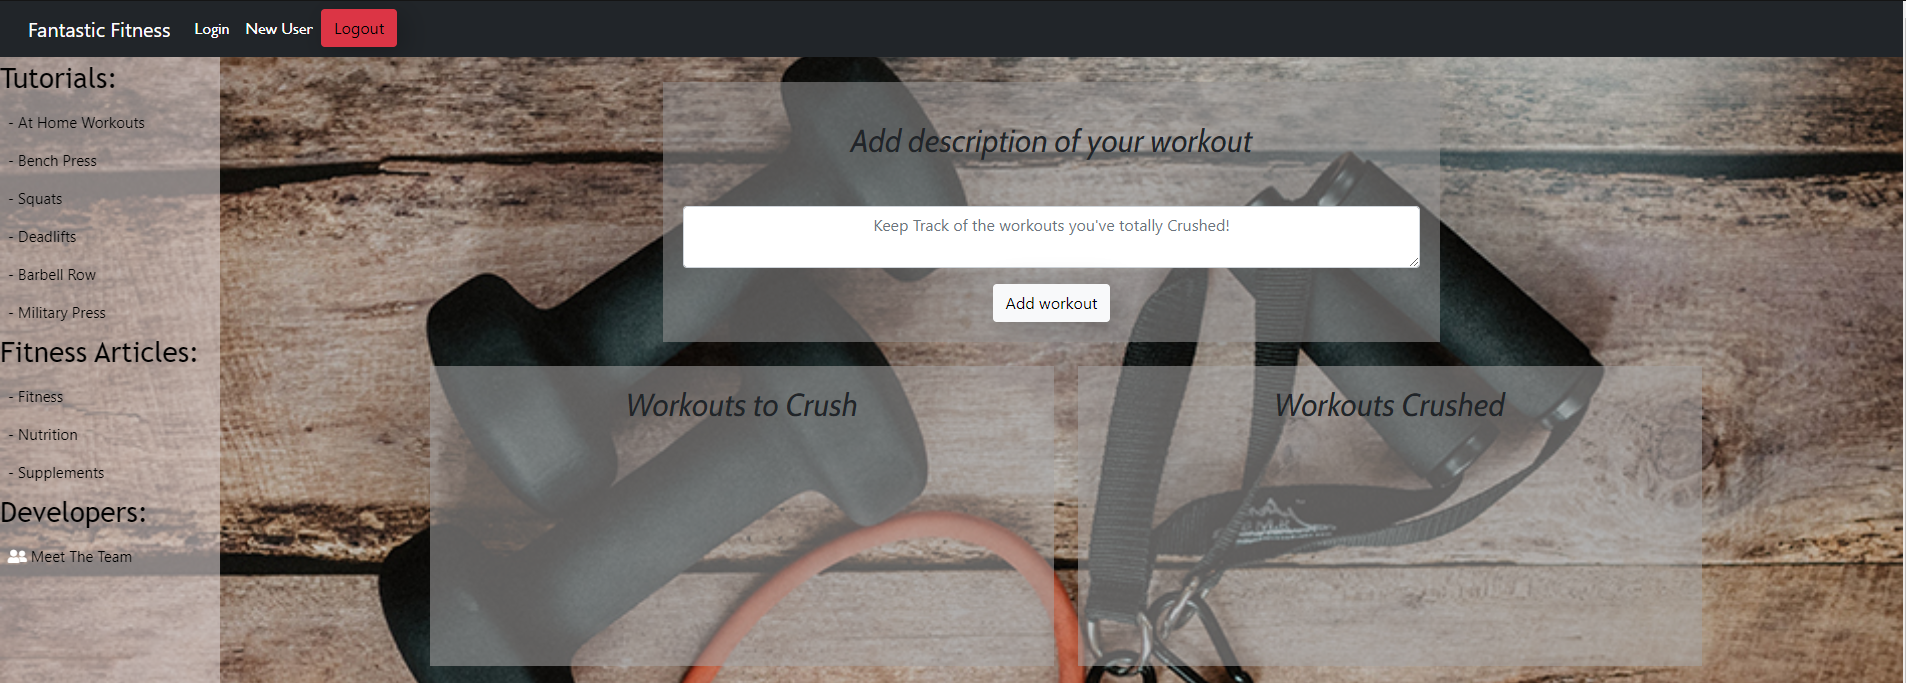 Fantastic Fitness Login New User Logout
Tutorials:
- At Home Workouts
- Bench Press
- Squats
- Deadlifts
- Barbell Row
- Military Press
Fitness Articles:
- Fitness
- Nutrition
- Supplements
Developers:
Meet The Team
Add description of your workout
Keep Track of the workouts you've totally Crushed!
Add workout
Workouts to Crush
Workouts Crushed